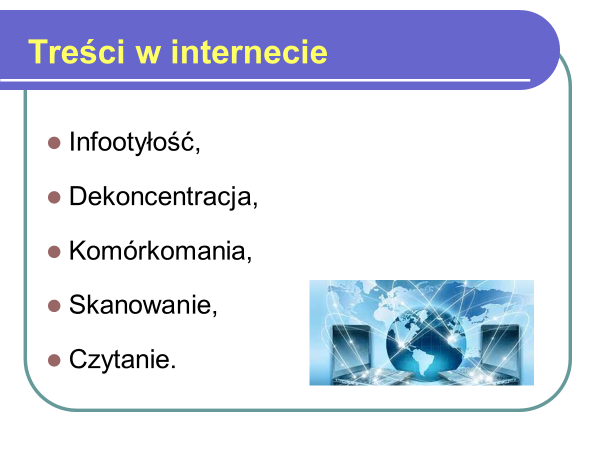 Treści w internecie
Infootyłość,
Dekoncentracja,
Komórkomania,
Skanowanie,
Czytanie.